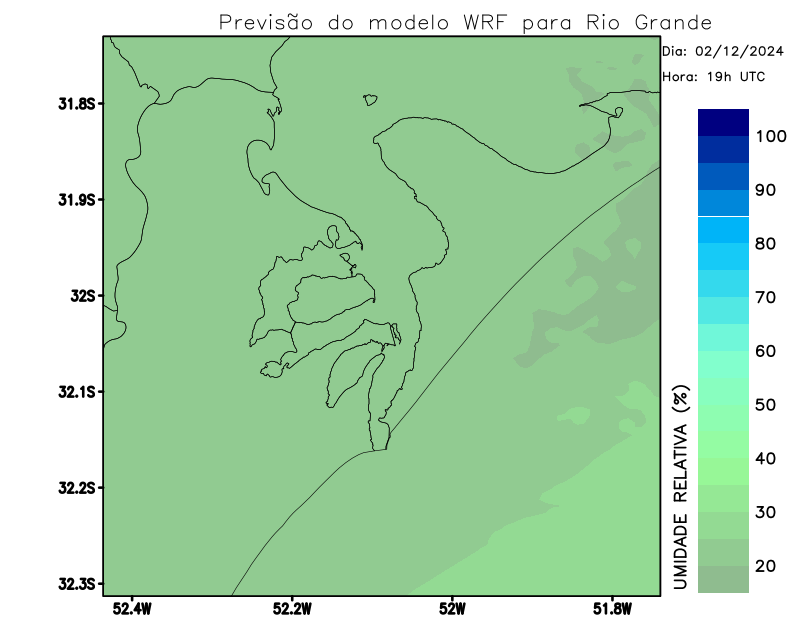 Previsão do modelo WRF para Rio Grande
Dia: 02/12/2024
Hora: 19h UTC
31.8S
31.9S
32S
32.1S
32.2S
32.3S
52.4W
52.2W
52W
51.8W
100
90
80
70
60
50
40
30
20
UMIDADE RELATIVA (%)